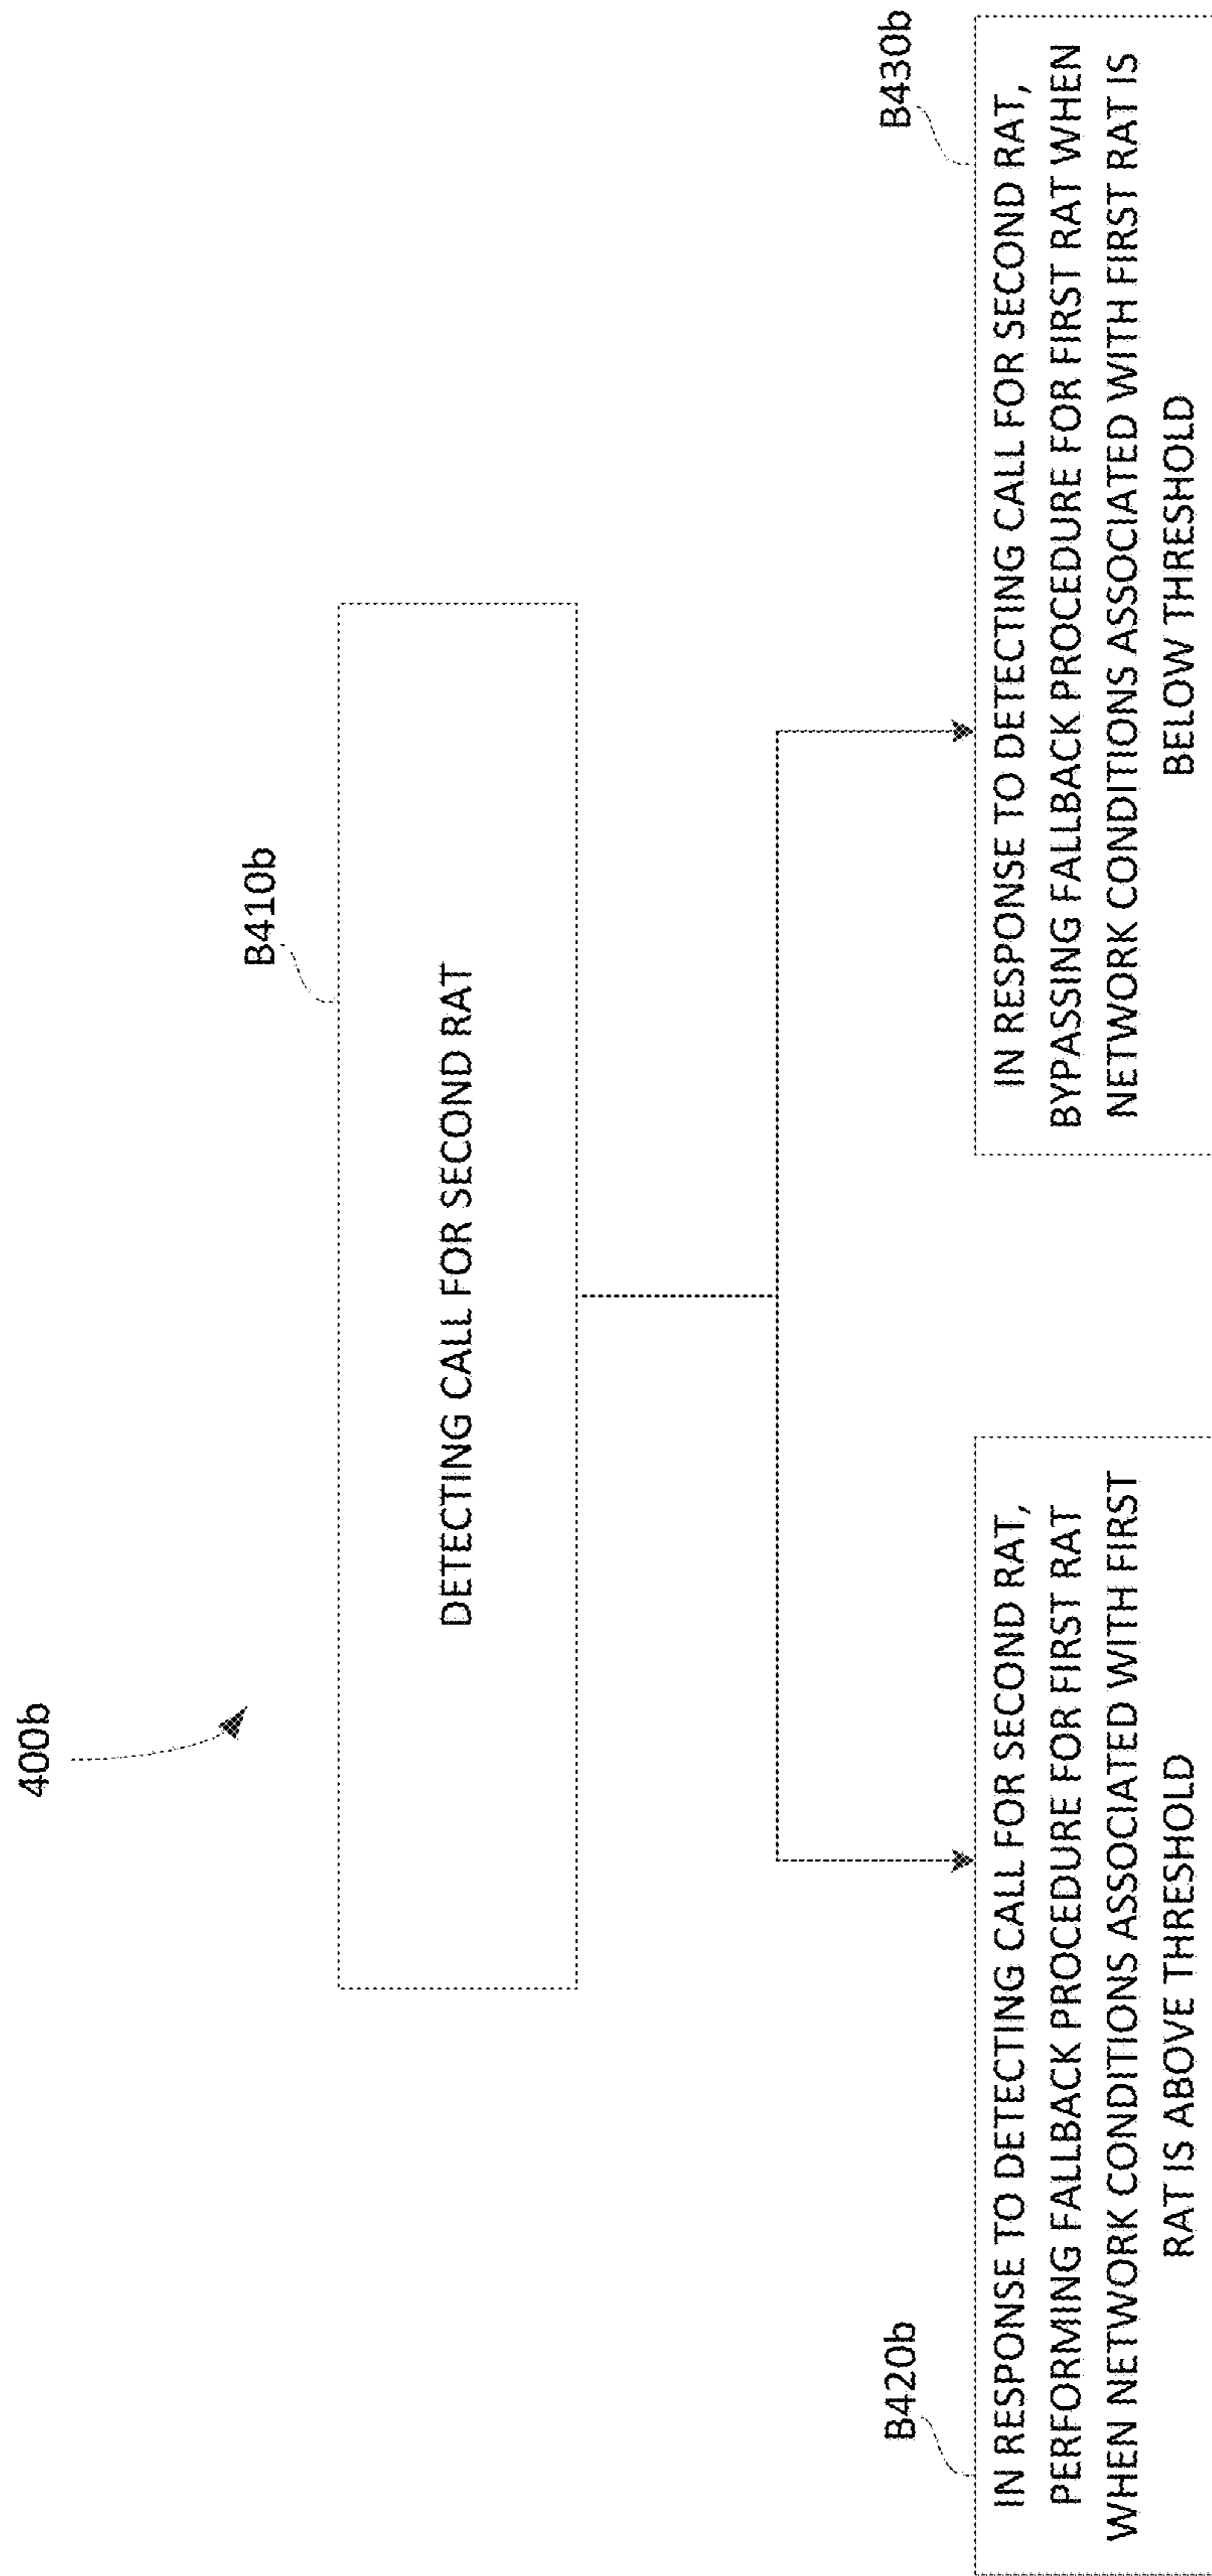 400b
B410b
DETECTING CALL FOR SECOND RAT
B420b
IN RESPONSE TO DETECTING CALL FOR SECOND RAT,
PERFORMING FALLBACK PROCEDURE FOR FIRST RAT
WHEN NETWORK CONDITIONS ASSOCIATED WITH FIRST
RAT IS ABOVE THRESHOLD
B430b
IN RESPONSE TO DETECTING CALL FOR SECOND RAT,
BYPASSING FALLBACK PROCEDURE FOR FIRST RAT WHEN
NETWORK CONDITIONS ASSOCIATED WITH FIRST RAT IS
BELOW THRESHOLD